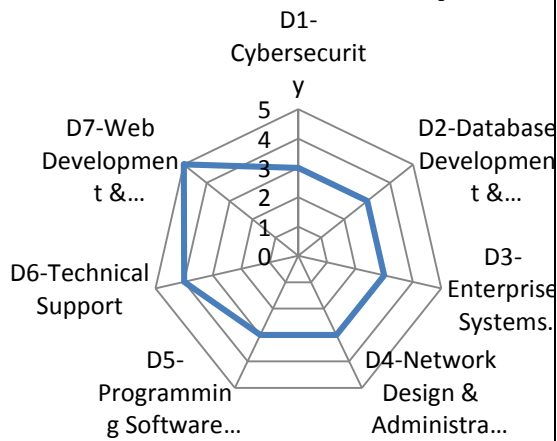 D1-
Cybersecurit
y
5
4
3
2
1
0
D2-Database
Developmen
t &...
D3-
Enterprise
Systems.
D4-Network
Design &
Administra...
D5-
Programmin
g Software...
D6-Technical
Support
D7-Web
Developmen
t &...